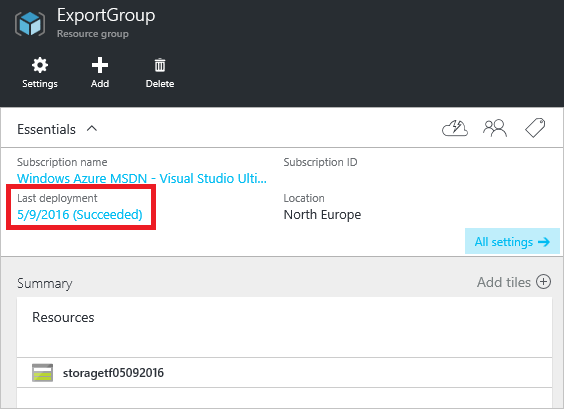 ExportGroup
Resource group
Settings
Add
Delete
Essentials
Subscription name
Windows Azure MSDN - Visual Studio Ulti...
Subscription ID
Last deployment
5/9/2016 (Succeeded)
Location
North Europe
All settings
Summary
Add tiles
Resources
storagetf05092016